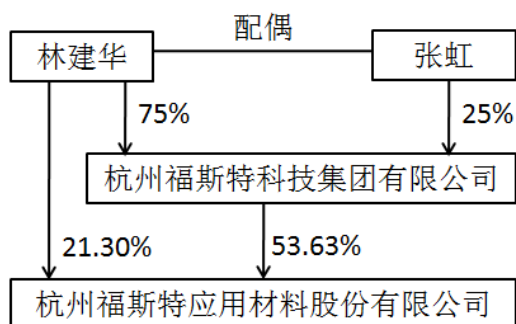 配偶
林建华
张虹
75%
25%
杭州福斯特科技集团有限公司
21.30%
53.63%
杭州福斯特应用材料股份有限公司